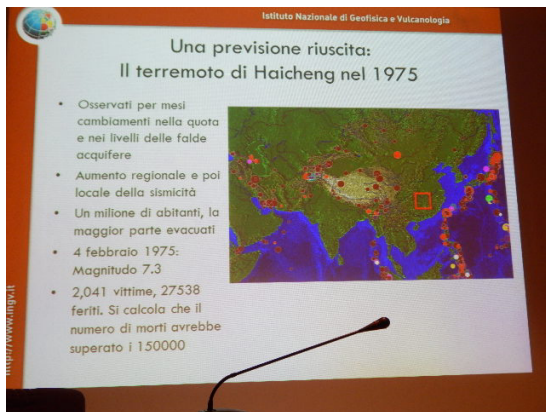 Istituto Nazionale di Geofisica e Vulcanologia
Una previsione riuscita:
Il terremoto di Haicheng nel 1975
• Osservati per mesi
cambiamenti nella quota
e nei livelli delle falde
acquifere
• Aumento regionale e poi
locale della sismicità
• Un milione di abitanti, la
maggior parte evacuati
• 4 febbraio 1975:
Magnitudo 7.3
• 2,041 vittime, 27538
feriti. Si calcola che il
numero di morti avrebbe
superato i 150000
http://www.ingv.it